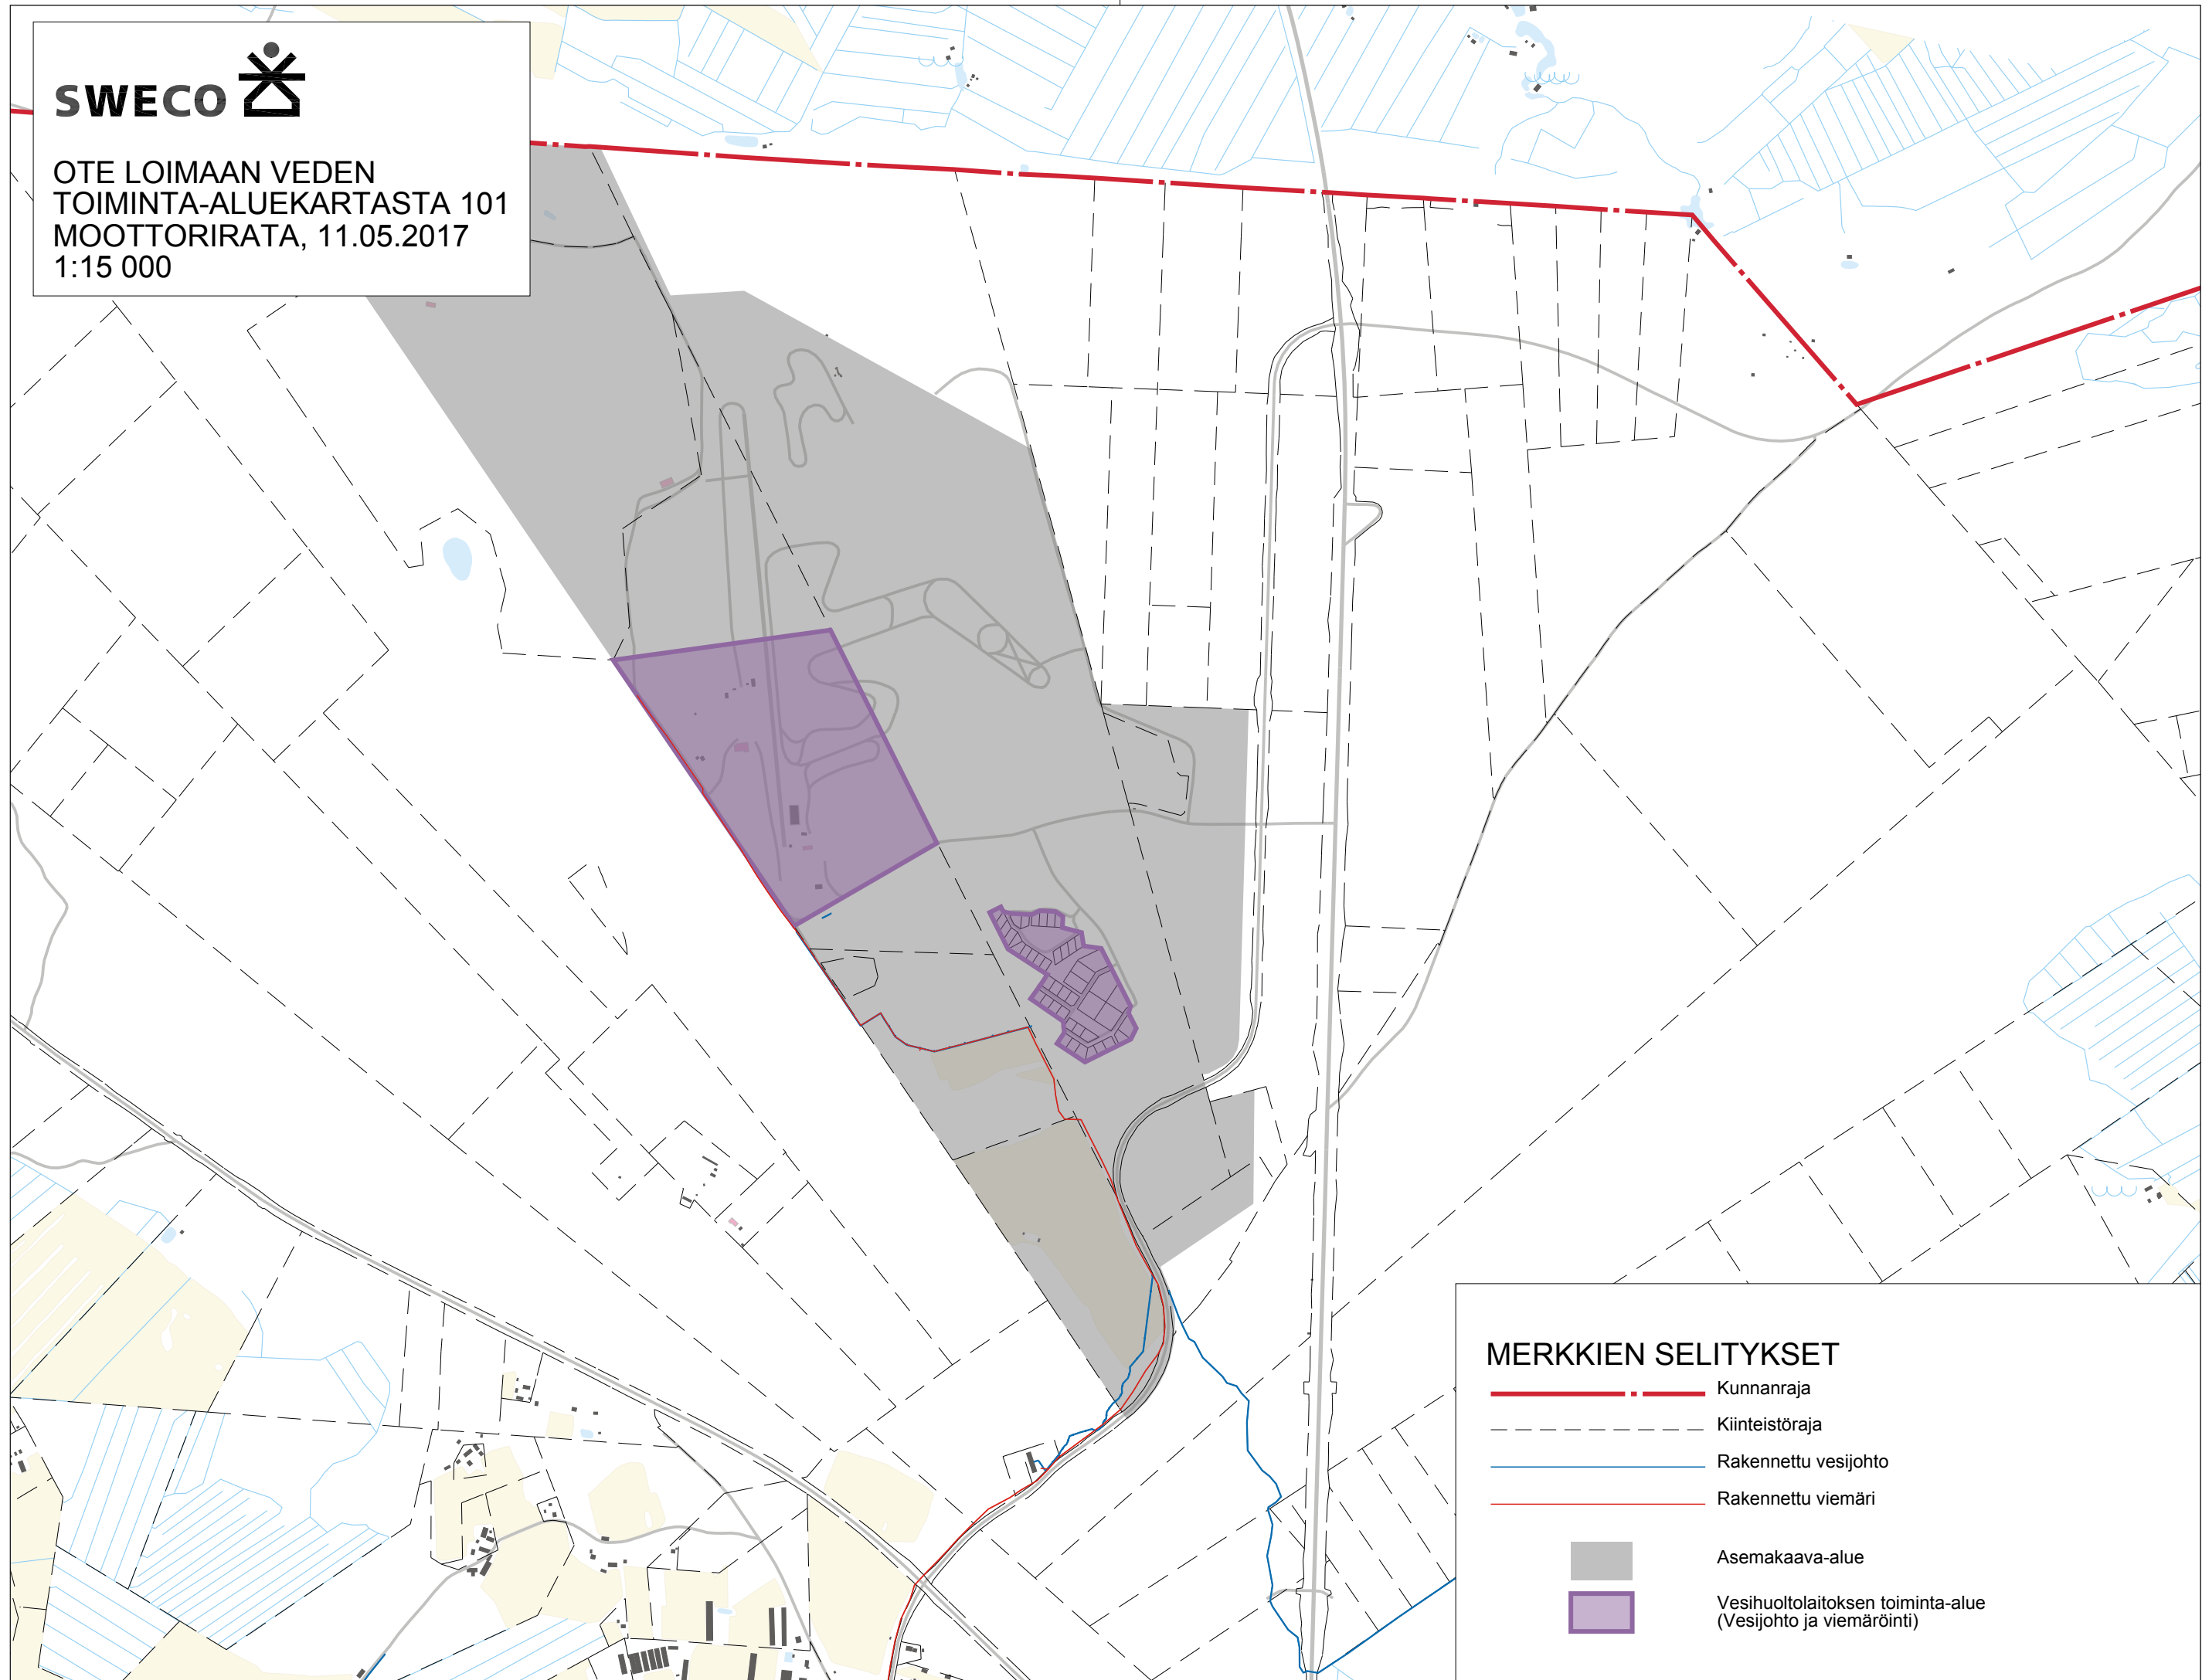 SWECO
OTE LOIMAAN VEDEN
TOIMINTA-ALUEKARTASTA 101
MOOTTORIRATA, 11.05.2017
1:15 000
MERKKIEN SELITYKSET
Kunnanraja
Kiinteistöraja
Rakennettu vesijohto
Rakennettu viemäri
Asemakaava-alue
Vesihuoltolaitoksen toiminta-alue
(Vesijohto ja viemäröinti)